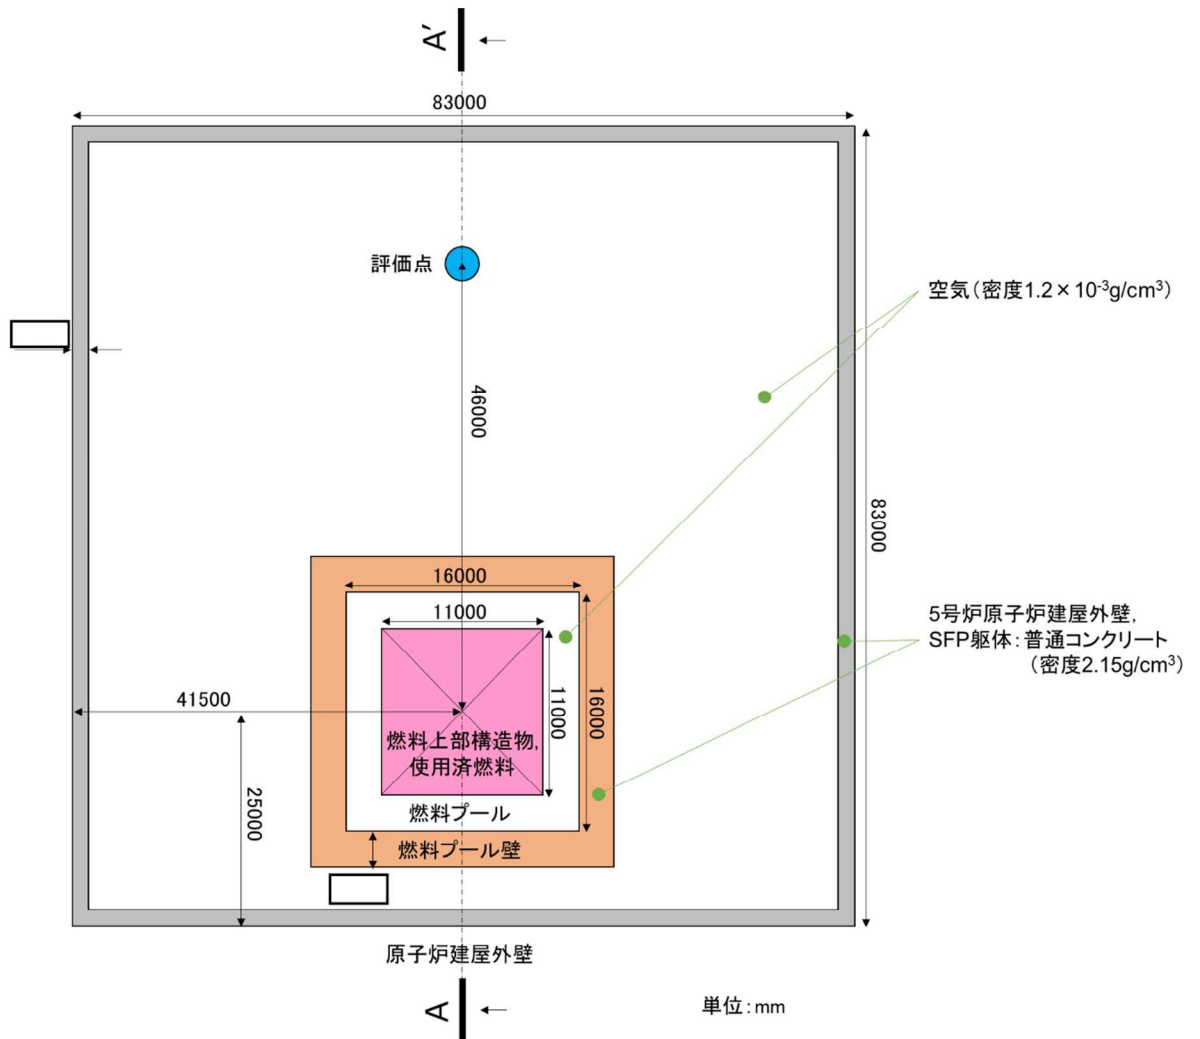 A′
83000
評価点
空気(密度1.2×10-3g/cm3)
46000
83000
16000
11000
5号炉原子炉建屋外壁,
SFP躯体:普通コンクリート
(密度2.15g/cm3)
41500
11000
16000
燃料上部構造物,
使用済燃料
25000
燃料プール
燃料プール壁
原子炉建屋外壁
A
単位:mm